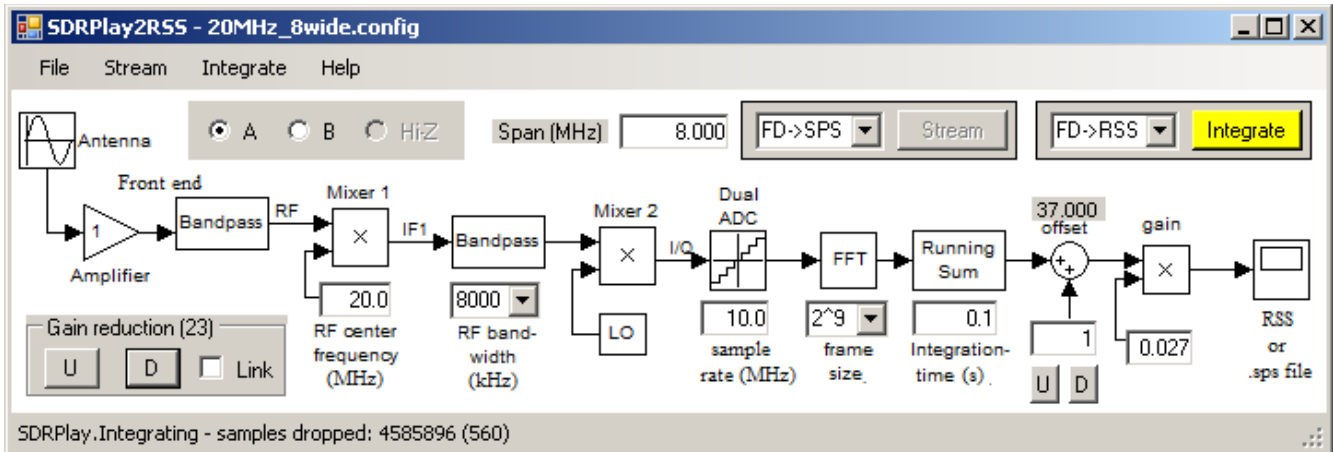 SDRPlay2RSS - 20MHz_8wide.config
File Stream Integrate Help
Antenna
A B Hi-Z
Span (MHz) 8.000
FD->SPS Stream
FD->RSS Integrate
Front end
1
Amplifier
Bandpass
RF
Mixer 1
×
20.0
RF center
frequency
(MHz)
IF1
Bandpass
8000
RF band-
width
(kHz)
Mixer 2
×
LO
I/Q
Dual
ADC
10.0
sample
rate (MHz)
FFT
2^9
frame
size.
Running
Sum
0.1
Integration-
time (s) .
37.000
offset
+
+
1
U D
gain
×
0.027
RSS
or
.sps file
Gain reduction (23)
U D Link
SDRPlay.Integrating - samples dropped: 4585896 (560)